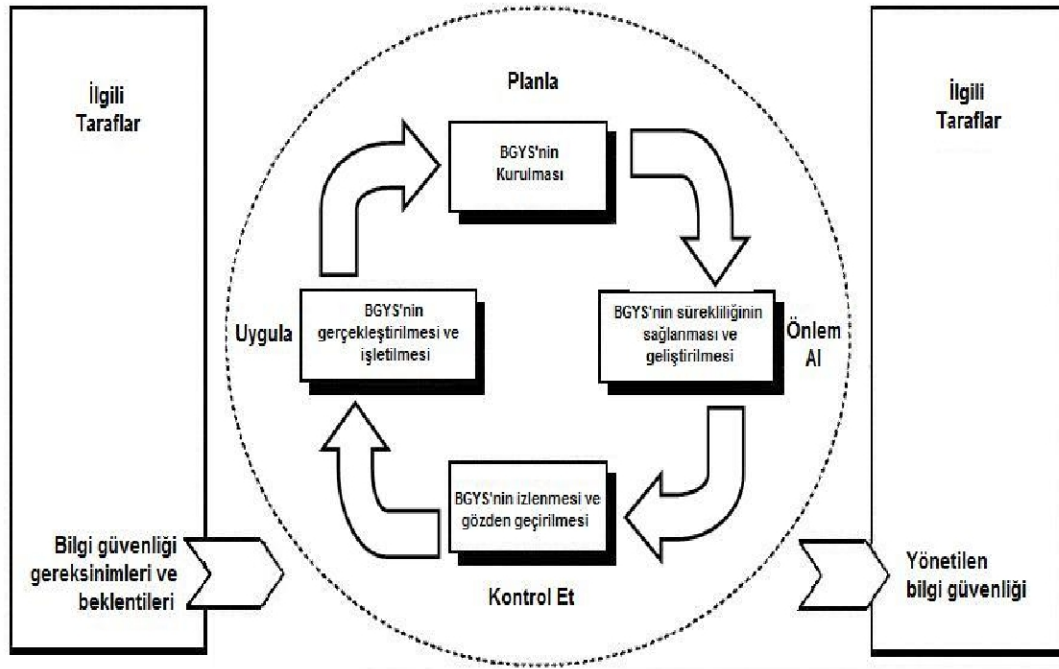 İlgili
Taraflar
Planla
İlgili
Taraflar
BGYS'nin
Kurulması
Uygula
BGYS'nin
gerçekleştirilmesi ve
işletilmesi
BGYS'nin sürekliliğinin
sağlanması ve
geliştirilmesi
Önlem
Al
BGYS'nin izlenmesi ve
gözden geçirilmesi
Kontrol Et
Bilgi güvenliği
gereksinimleri ve
beklentileri
Yönetilen
bilgi güvenliği